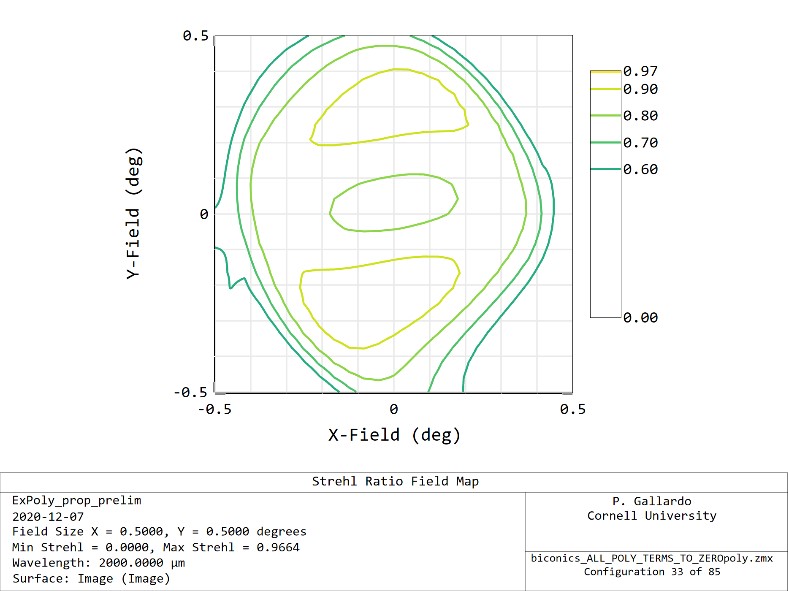 0.5
0
-0.5
Y-Field (deg)
-0.5
0
0.5
X-Field (deg)
0.97
0.90
0.80
0.70
0.60
0.00
Strehl Ratio Field Map
ExPoly_prop_prelim
2020-12-07
Field Size X = 0.5000, Y = 0.5000 degrees
Min Strehl = 0.0000, Max Strehl = 0.9664
Wavelength: 2000.0000 µm
Surface: Image (Image)
P. Gallardo
Cornell University
biconics_ALL_POLY_TERMS_TO_ZEROpoly.zmx
Configuration 33 of 85